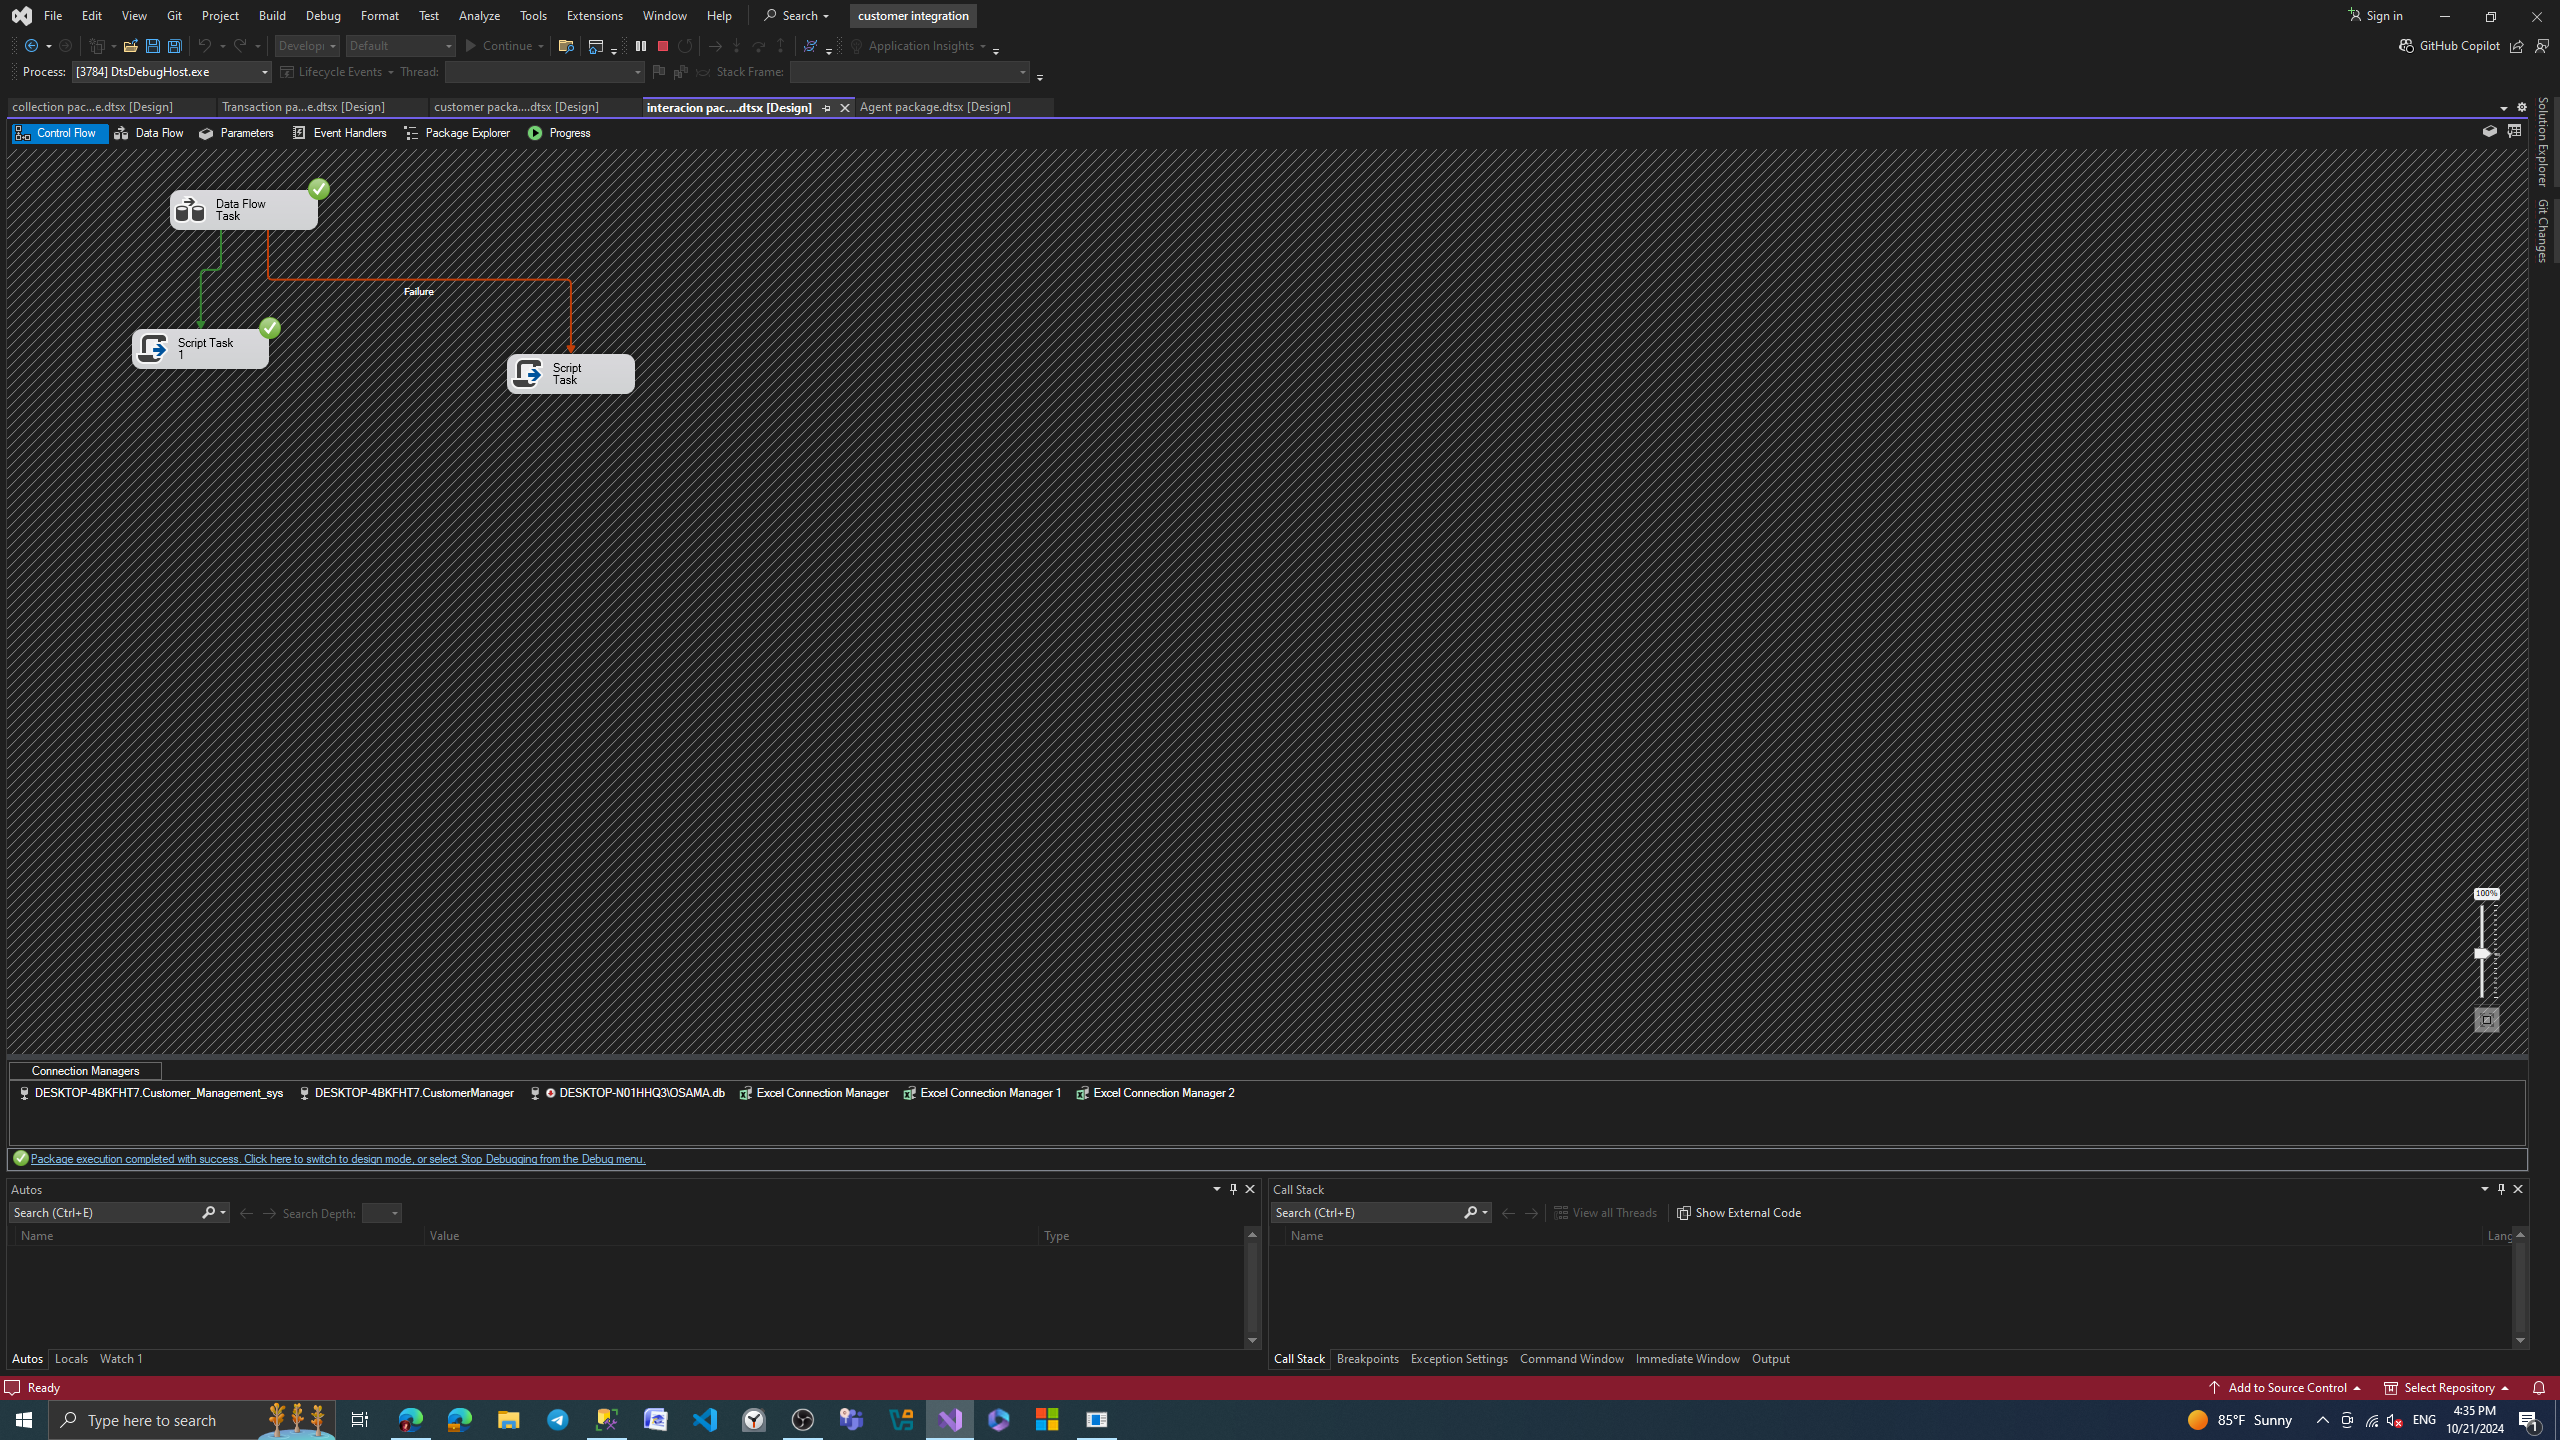 File Edit View Git Project Build Debug Format Test Analyze Tools Extensions Window Help Search customer integration Sign in
Develop Default Continue Application Insights GitHub Copilot
Process: [3784] DtsDebugHost.exe Lifecycle Events Thread: Stack Frame:
collection pac...e.dtsx [Design] Transaction pa...e.dtsx [Design] customer packa....dtsx [Design] interacion pac....dtsx [Design] Agent package.dtsx [Design]
Control Flow Data Flow Parameters Event Handlers Package Explorer Progress
Solution Explorer
Git Changes
Data Flow
Task
Failure
Script Task
1
Script
Task
100%
Connection Managers
DESKTOP-4BKFHT7.Customer_Management_sys DESKTOP-4BKFHT7.CustomerManager DESKTOP-N01HHQ3\OSAMA.db Excel Connection Manager Excel Connection Manager 1 Excel Connection Manager 2
Package execution completed with success. Click here to switch to design mode, or select Stop Debugging from the Debug menu.
Autos
Search (Ctrl+E) Search Depth:
Name Value Type
Autos Locals Watch 1
Call Stack
Search (Ctrl+E) View all Threads Show External Code
Name Lang
Call Stack Breakpoints Exception Settings Command Window Immediate Window Output
Ready Add to Source Control Select Repository
Type here to search 85°F Sunny ENG 4:35 PM
10/21/2024 1